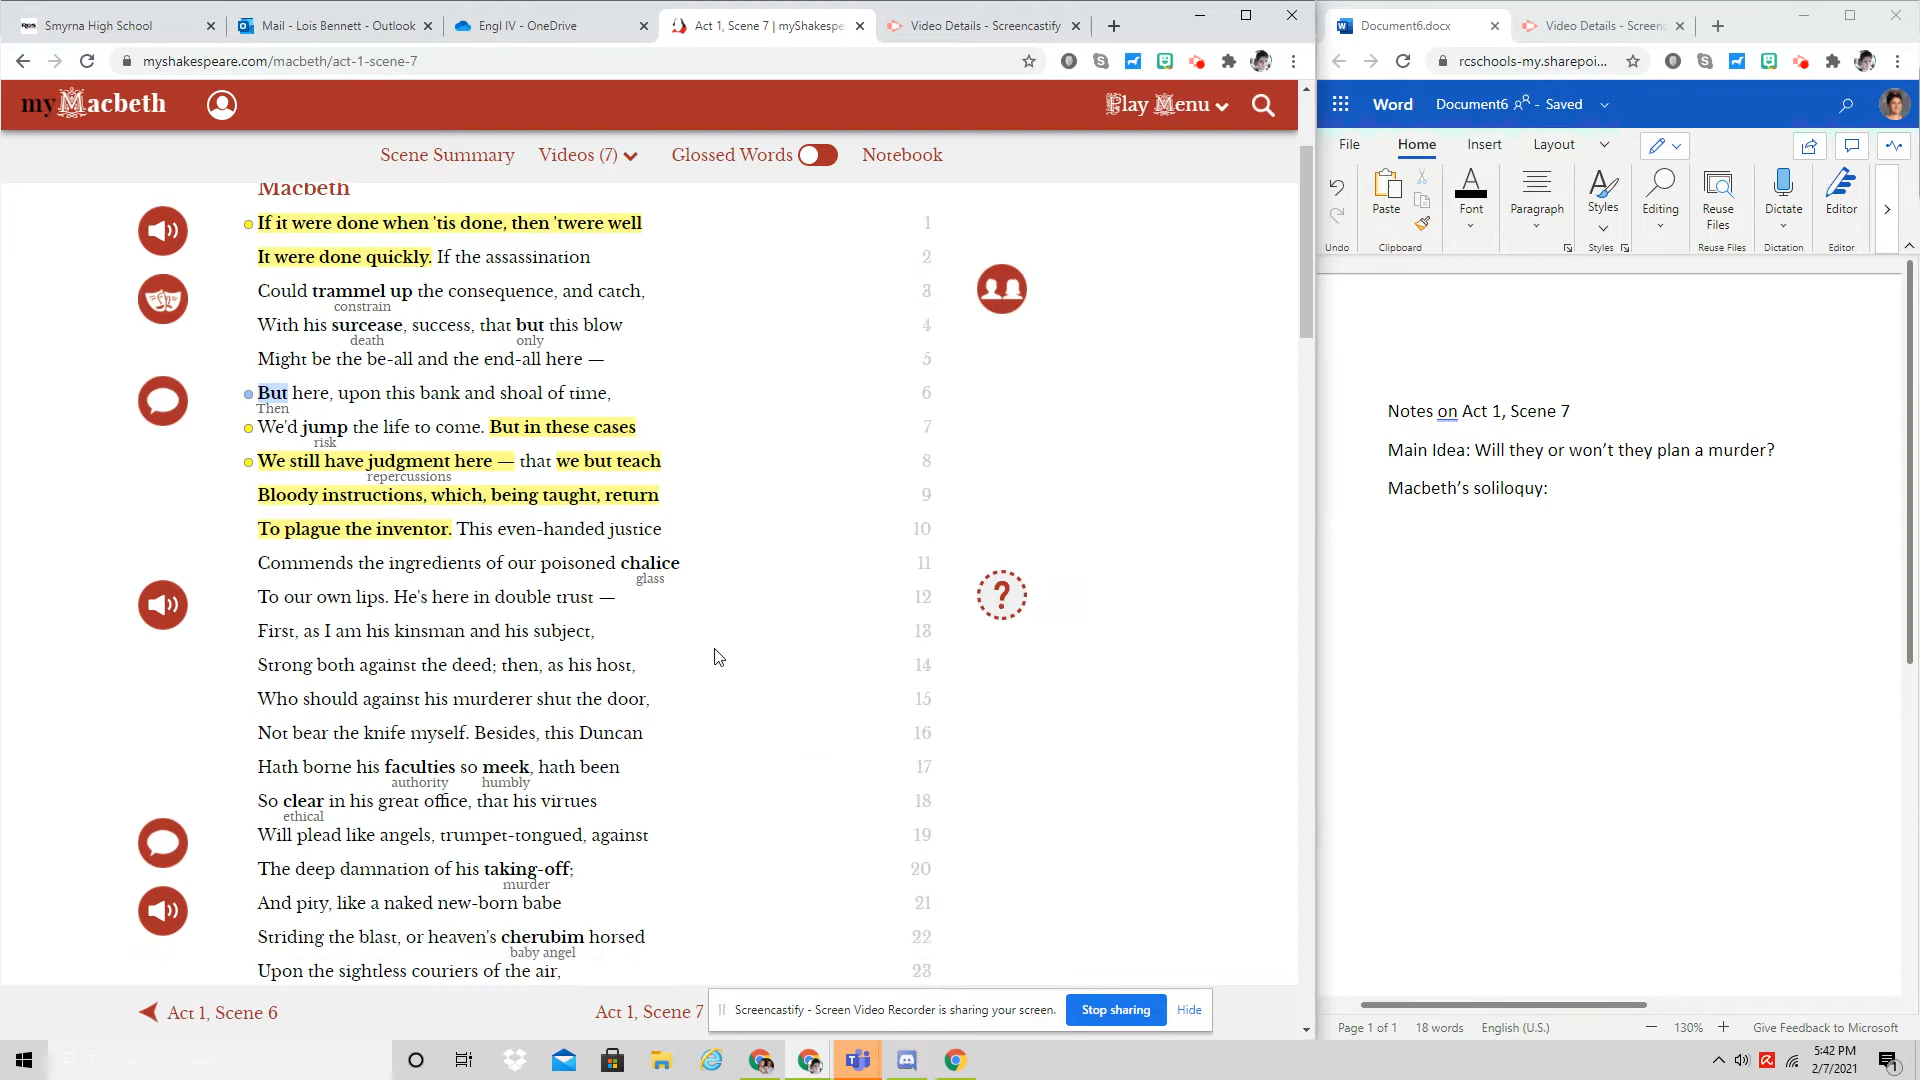 Smyrna High School
Mail - Lois Bennett - Outlook
Engl IV - OneDrive
Act 1, Scene 7 | myShakespe
Video Details - Screencastify
Document6.docx
Video Details - Screenc
myshakespeare.com/macbeth/act-1-scene-7
rcschools-my.sharepoi...
myMacbeth
Play Menu
Word
Document6
- Saved
Scene Summary
Videos (7)
Glossed Words
Notebook
File
Home
Insert
Layout
Paste
Font
Paragraph
Styles
Editing
Reuse
Files
Dictate
Editor
Undo
Clipboard
Styles
Reuse Files
Dictation
Editor
Macbeth
If it were done when 'tis done, then 'twere well 1
It were done quickly. If the assassination 2
Could trammel up the consequence, and catch, 3
constrain
With his surcease, success, that but this blow 4
death only
Might be the be-all and the end-all here — 5
But here, upon this bank and shoal of time, 6
Then
We'd jump the life to come. But in these cases 7
risk
We still have judgment here — that we but teach 8
repercussions
Bloody instructions, which, being taught, return 9
To plague the inventor. This even-handed justice 10
Commends the ingredients of our poisoned chalice 11
glass
To our own lips. He's here in double trust — 12
?
First, as I am his kinsman and his subject, 13
Strong both against the deed; then, as his host, 14
Who should against his murderer shut the door, 15
Not bear the knife myself. Besides, this Duncan 16
Hath borne his faculties so meek, hath been 17
authority humbly
So clear in his great office, that his virtues 18
ethical
Will plead like angels, trumpet-tongued, against 19
The deep damnation of his taking-off; 20
murder
And pity, like a naked new-born babe 21
Striding the blast, or heaven's cherubim horsed 22
baby angel
Upon the sightless couriers of the air, 23
Act 1, Scene 6
Act 1, Scene 7
Screencastify - Screen Video Recorder is sharing your screen.
Stop sharing
Hide
Notes on Act 1, Scene 7
Main Idea: Will they or won't they plan a murder?
Macbeth's soliloquy:
Page 1 of 1
18 words
English (U.S.)
130%
Give Feedback to Microsoft
5:42 PM
2/7/2021
1